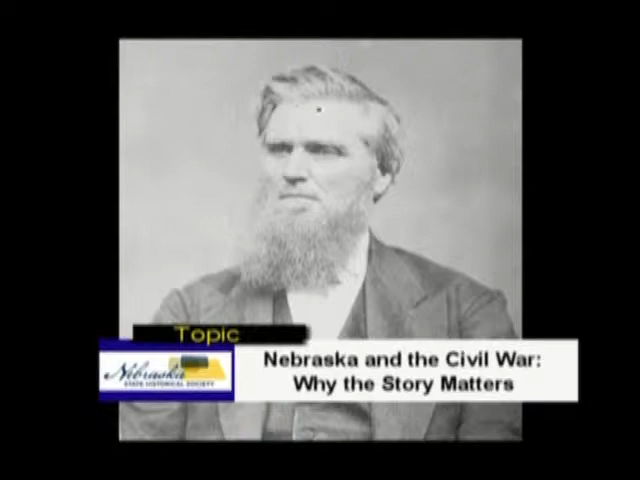 Topic
Nebraska
STATE HISTORICAL SOCIETY
Nebraska and the Civil War:
Why the Story Matters